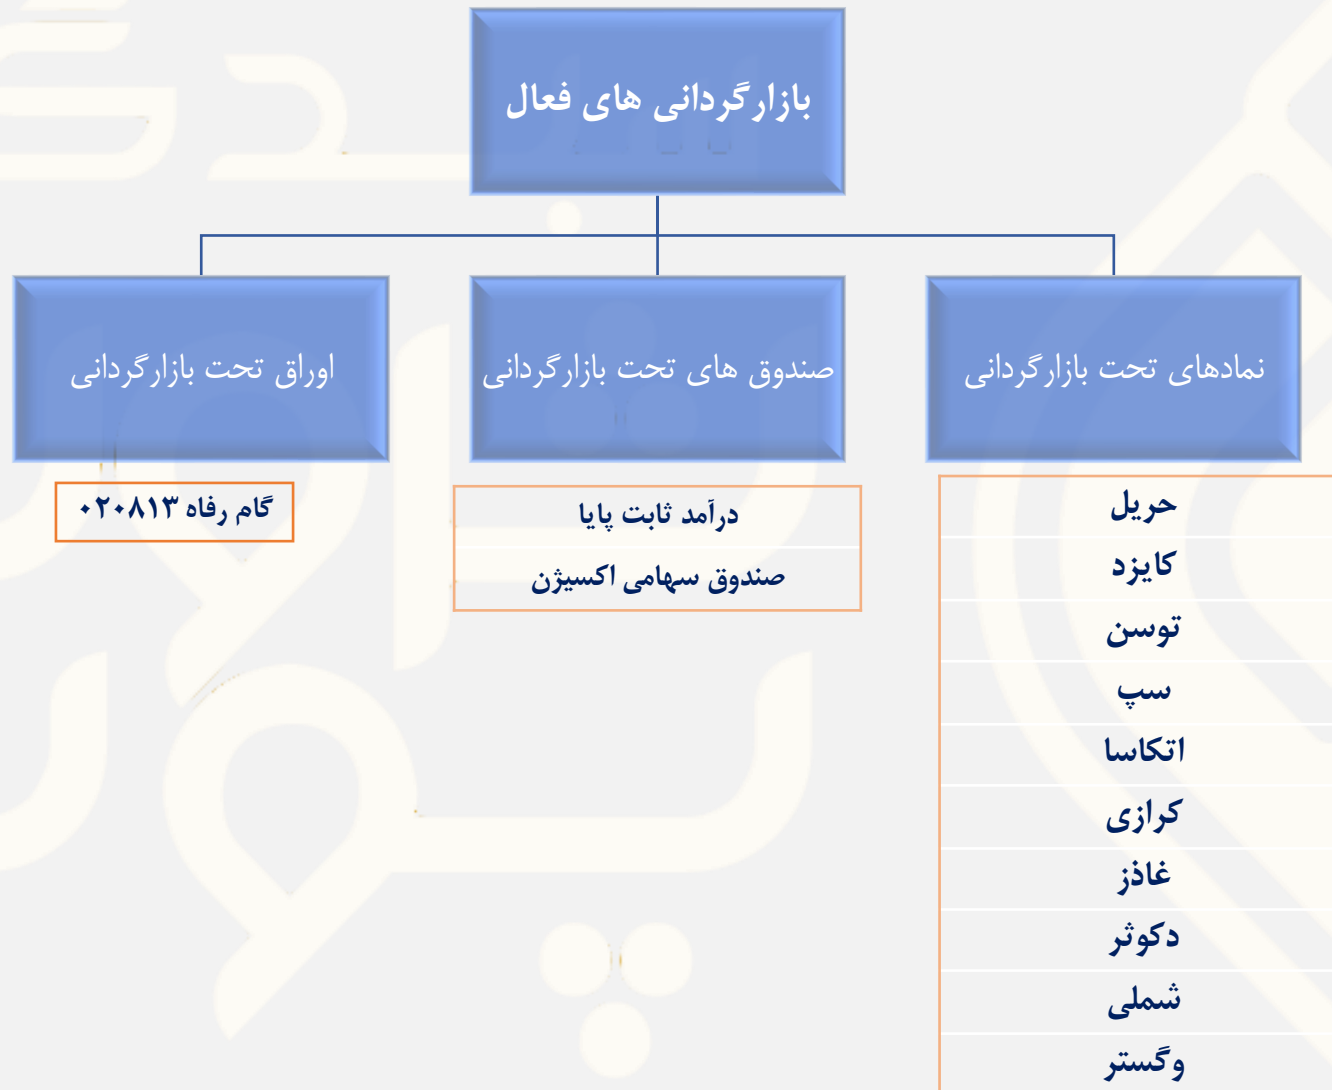 بازارگردانی های فعال
نمادهای تحت بازارگردانی
صندوق های تحت بازارگردانی
اوراق تحت بازارگردانی
حریل
کایزد
توسن
سپ
اتکاسا
کرازی
غاذز
دکوثر
شملی
وگستر
درآمد ثابت پایا
صندوق سهامی اکسیژن
گام رفاه ۰۲۰۸۱۳